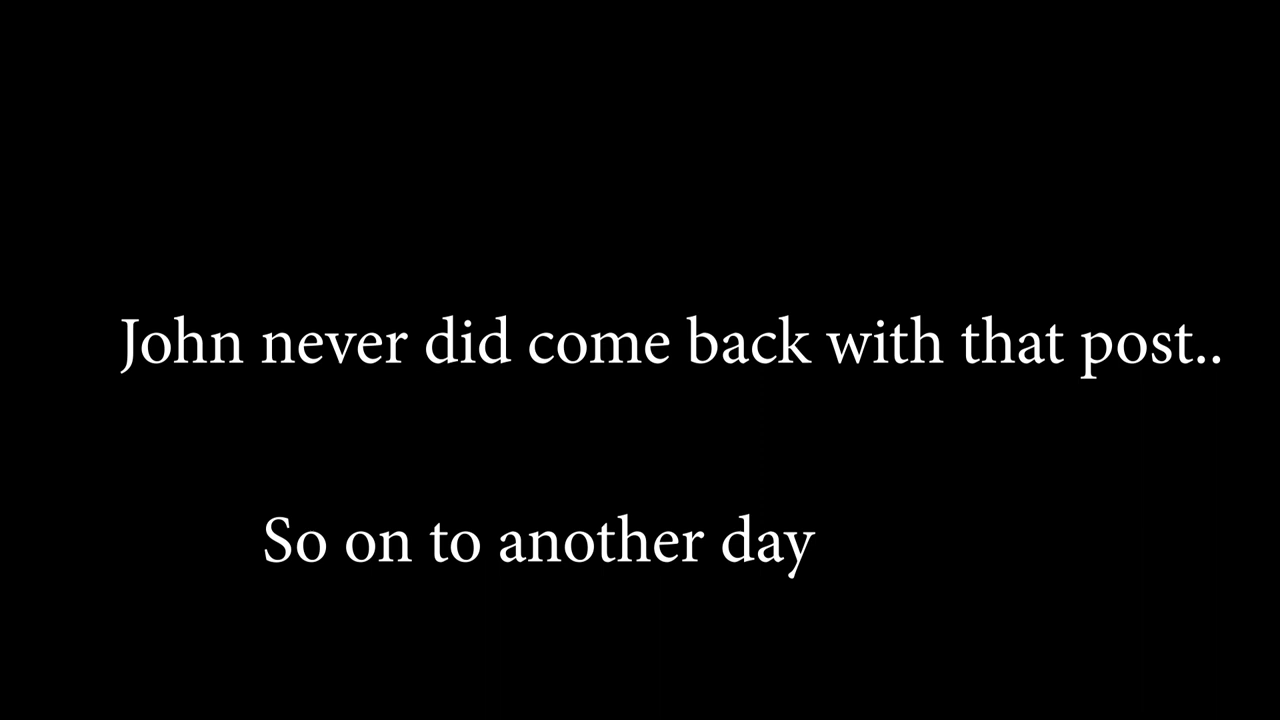 John never did come back with that post..
So on to another day